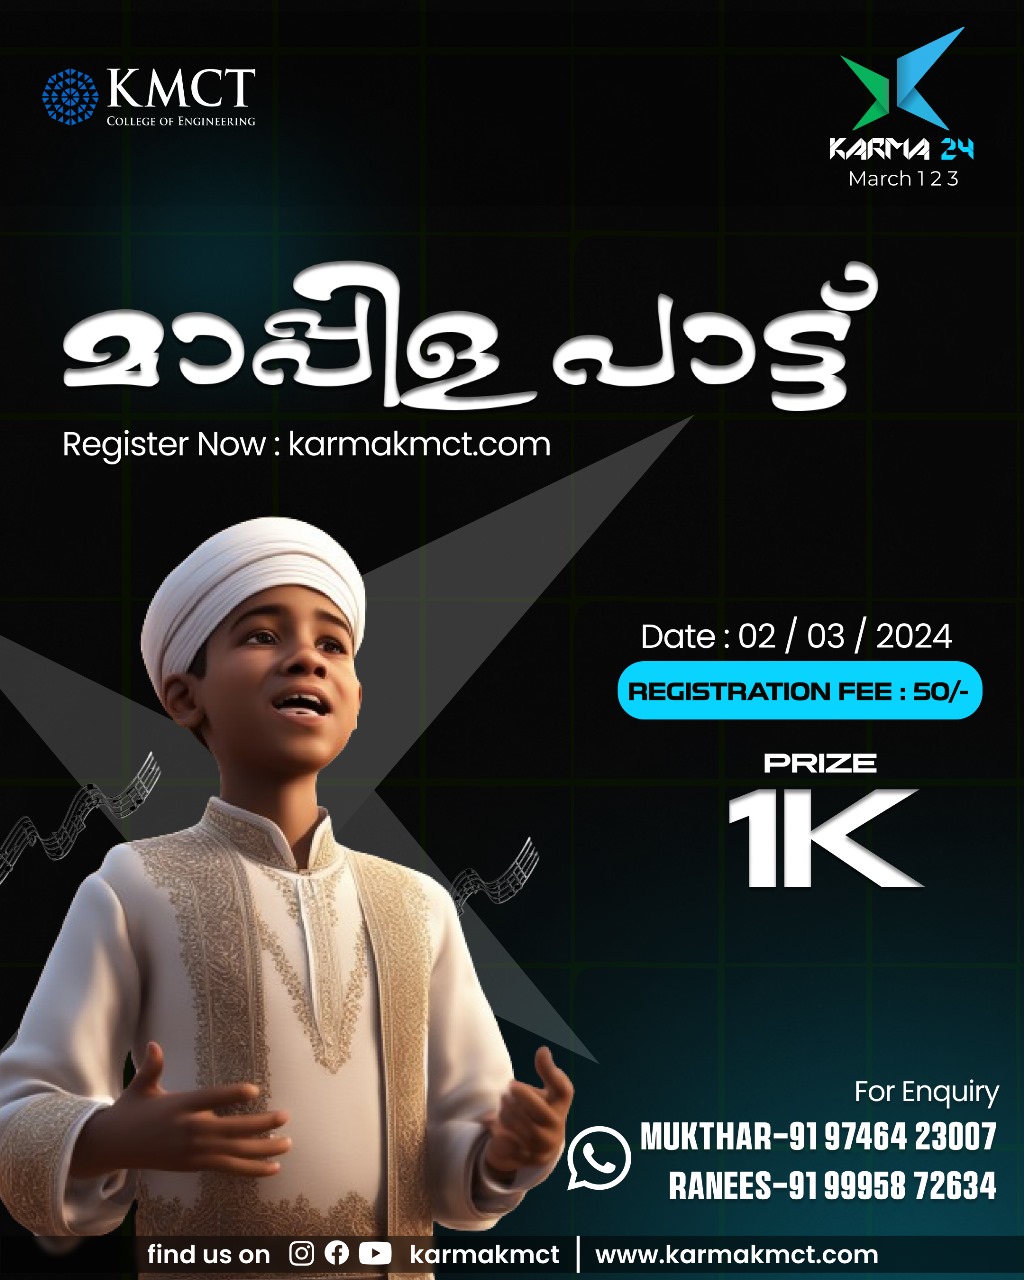 KMCT
COLLEGE OF ENGINEERING
KARMA 24
March 1 2 3
മാപ്പിള പാട്ട്
Register Now : karmakmct.com
Date : 02 / 03 / 2024
REGISTRATION FEE : 50/-
PRIZE
1K
For Enquiry
MUKTHAR-91 97464 23007
RANEES-91 99958 72634
find us on karmakmct | www.karmakmct.com